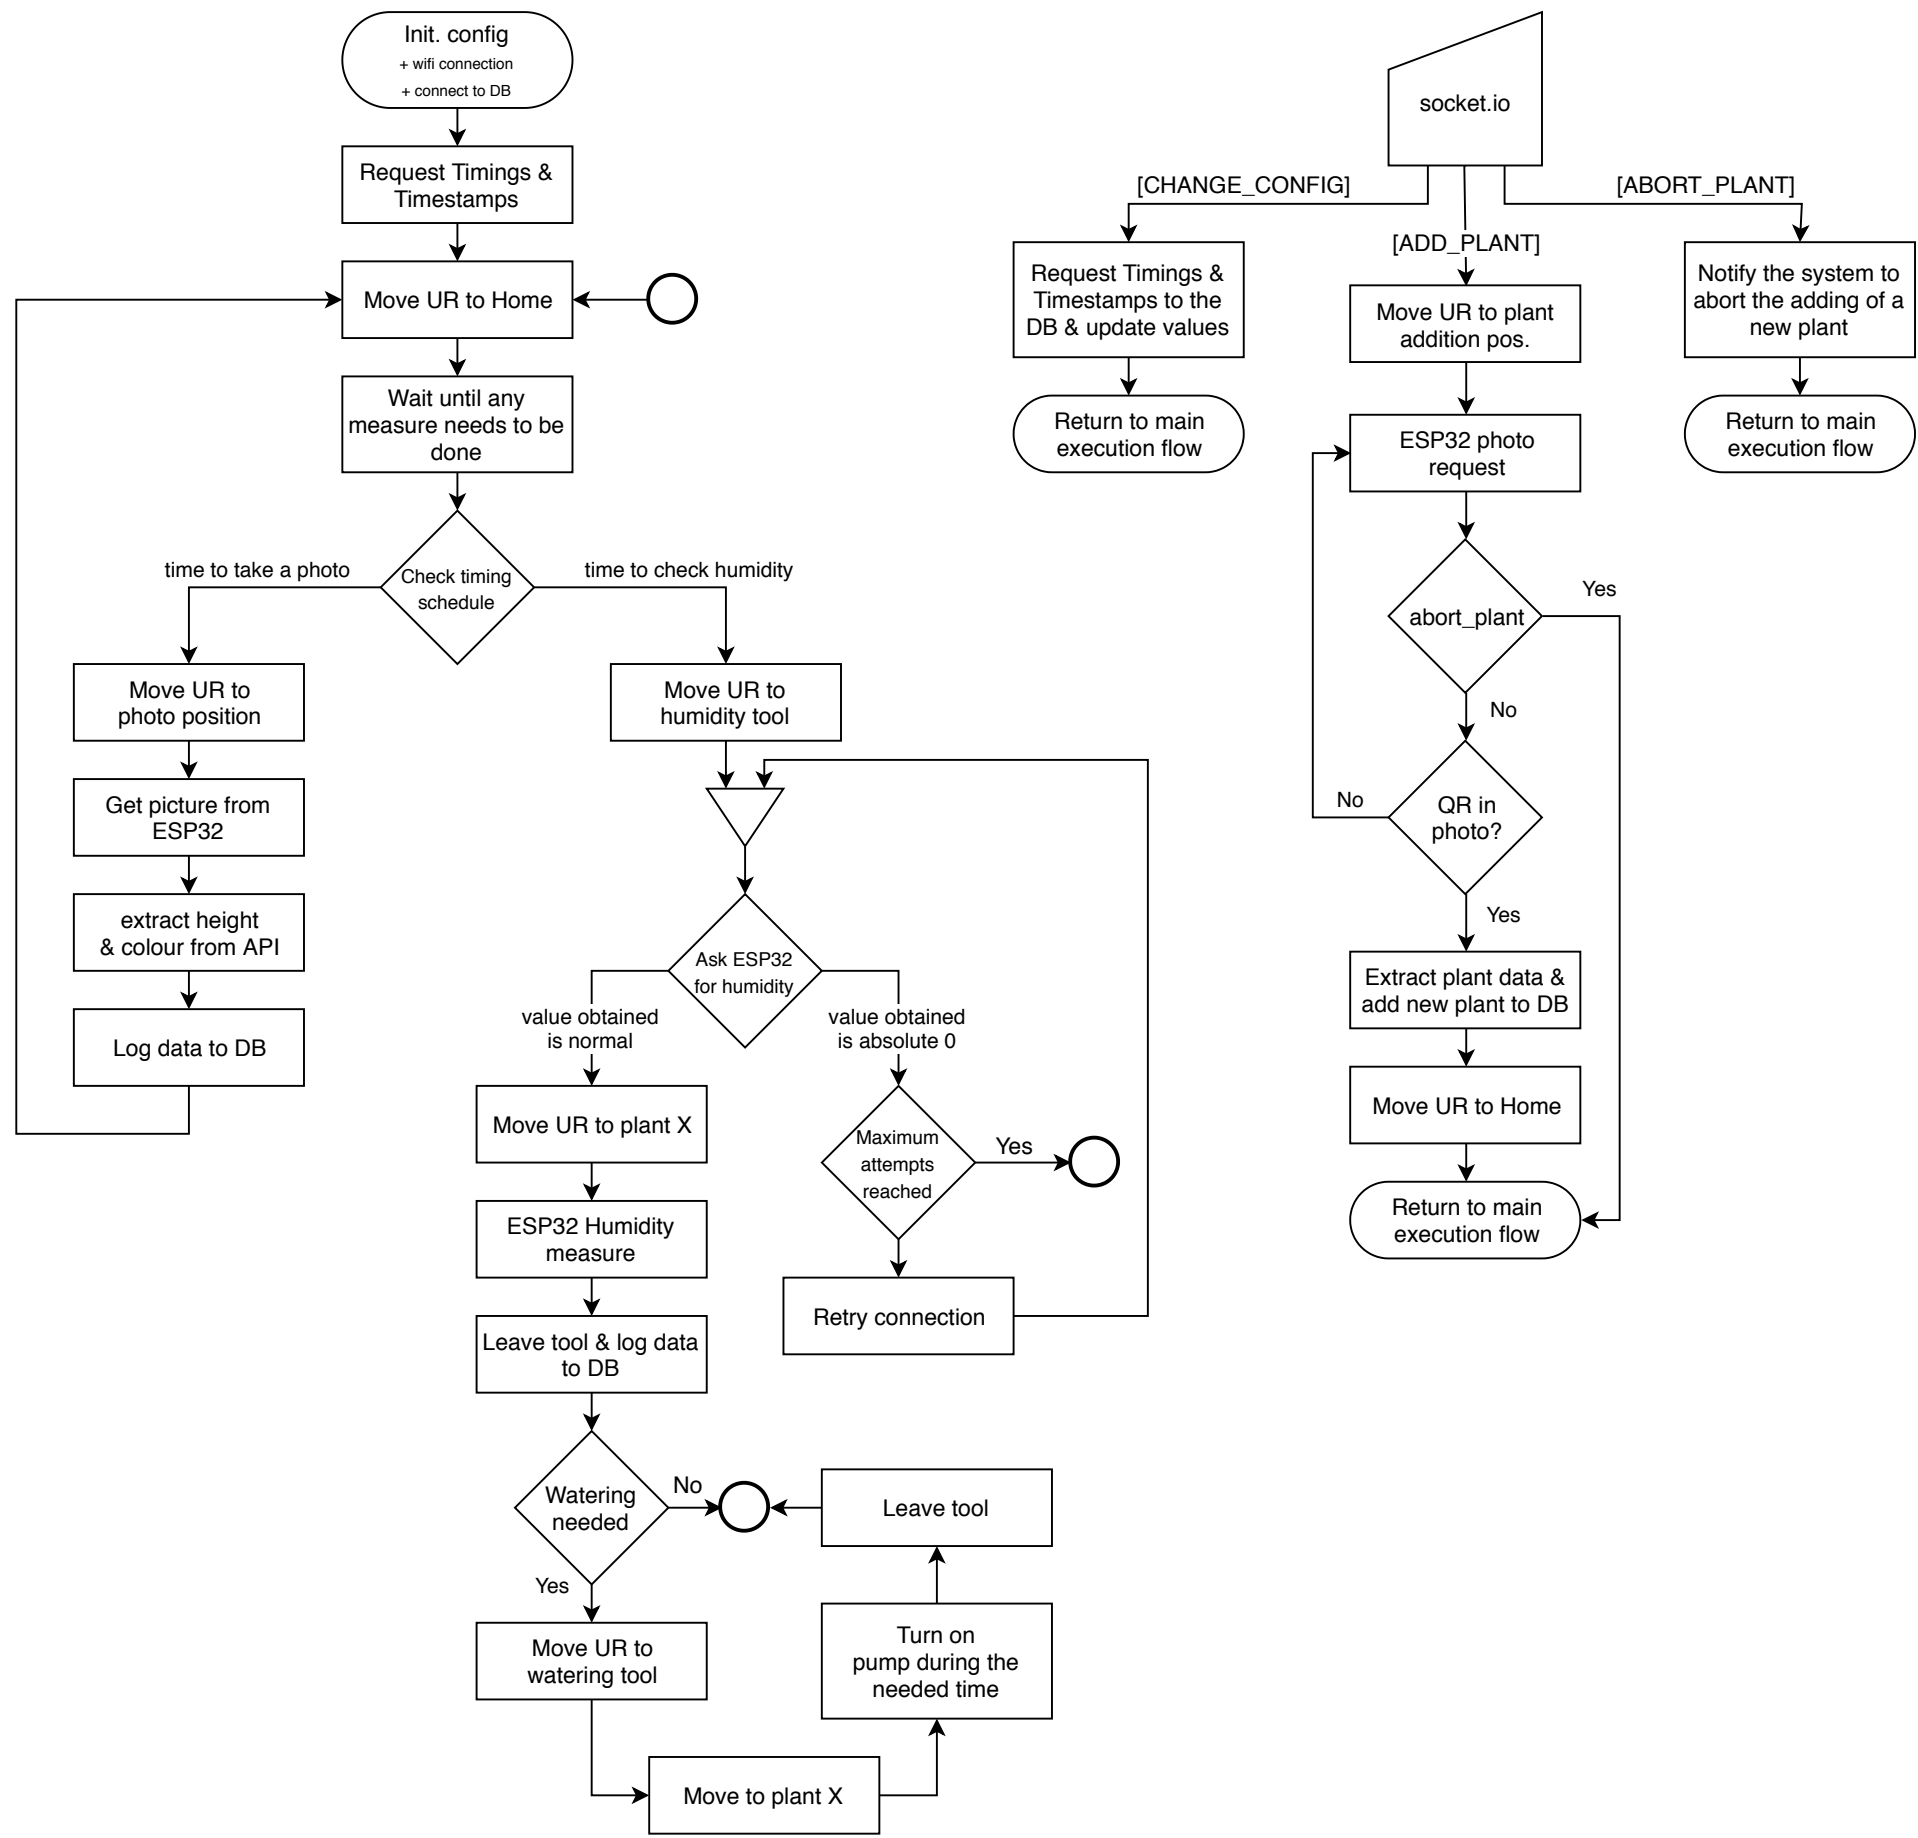 Init. config
+ wifi connection
+ connect to DB
Request Timings &
Timestamps
Move UR to Home
Wait until any
measure needs to be
done
Check timing
schedule
time to take a photo
time to check humidity
Move UR to
photo position
Get picture from
ESP32
extract height
& colour from API
Log data to DB
Move UR to
humidity tool
Ask ESP32
for humidity
value obtained
is normal
value obtained
is absolute 0
Move UR to plant X
ESP32 Humidity
measure
Leave tool & log data
to DB
Maximum
attempts
reached
Yes
Retry connection
Watering
needed
No
Yes
Move UR to
watering tool
Move to plant X
Turn on
pump during the
needed time
Leave tool
socket.io
[CHANGE_CONFIG]
[ADD_PLANT]
[ABORT_PLANT]
Request Timings &
Timestamps to the
DB & update values
Return to main
execution flow
Move UR to plant
addition pos.
ESP32 photo
request
abort_plant
Yes
No
QR in
photo?
No
Yes
Extract plant data &
add new plant to DB
Move UR to Home
Return to main
execution flow
Notify the system to
abort the adding of a
new plant
Return to main
execution flow